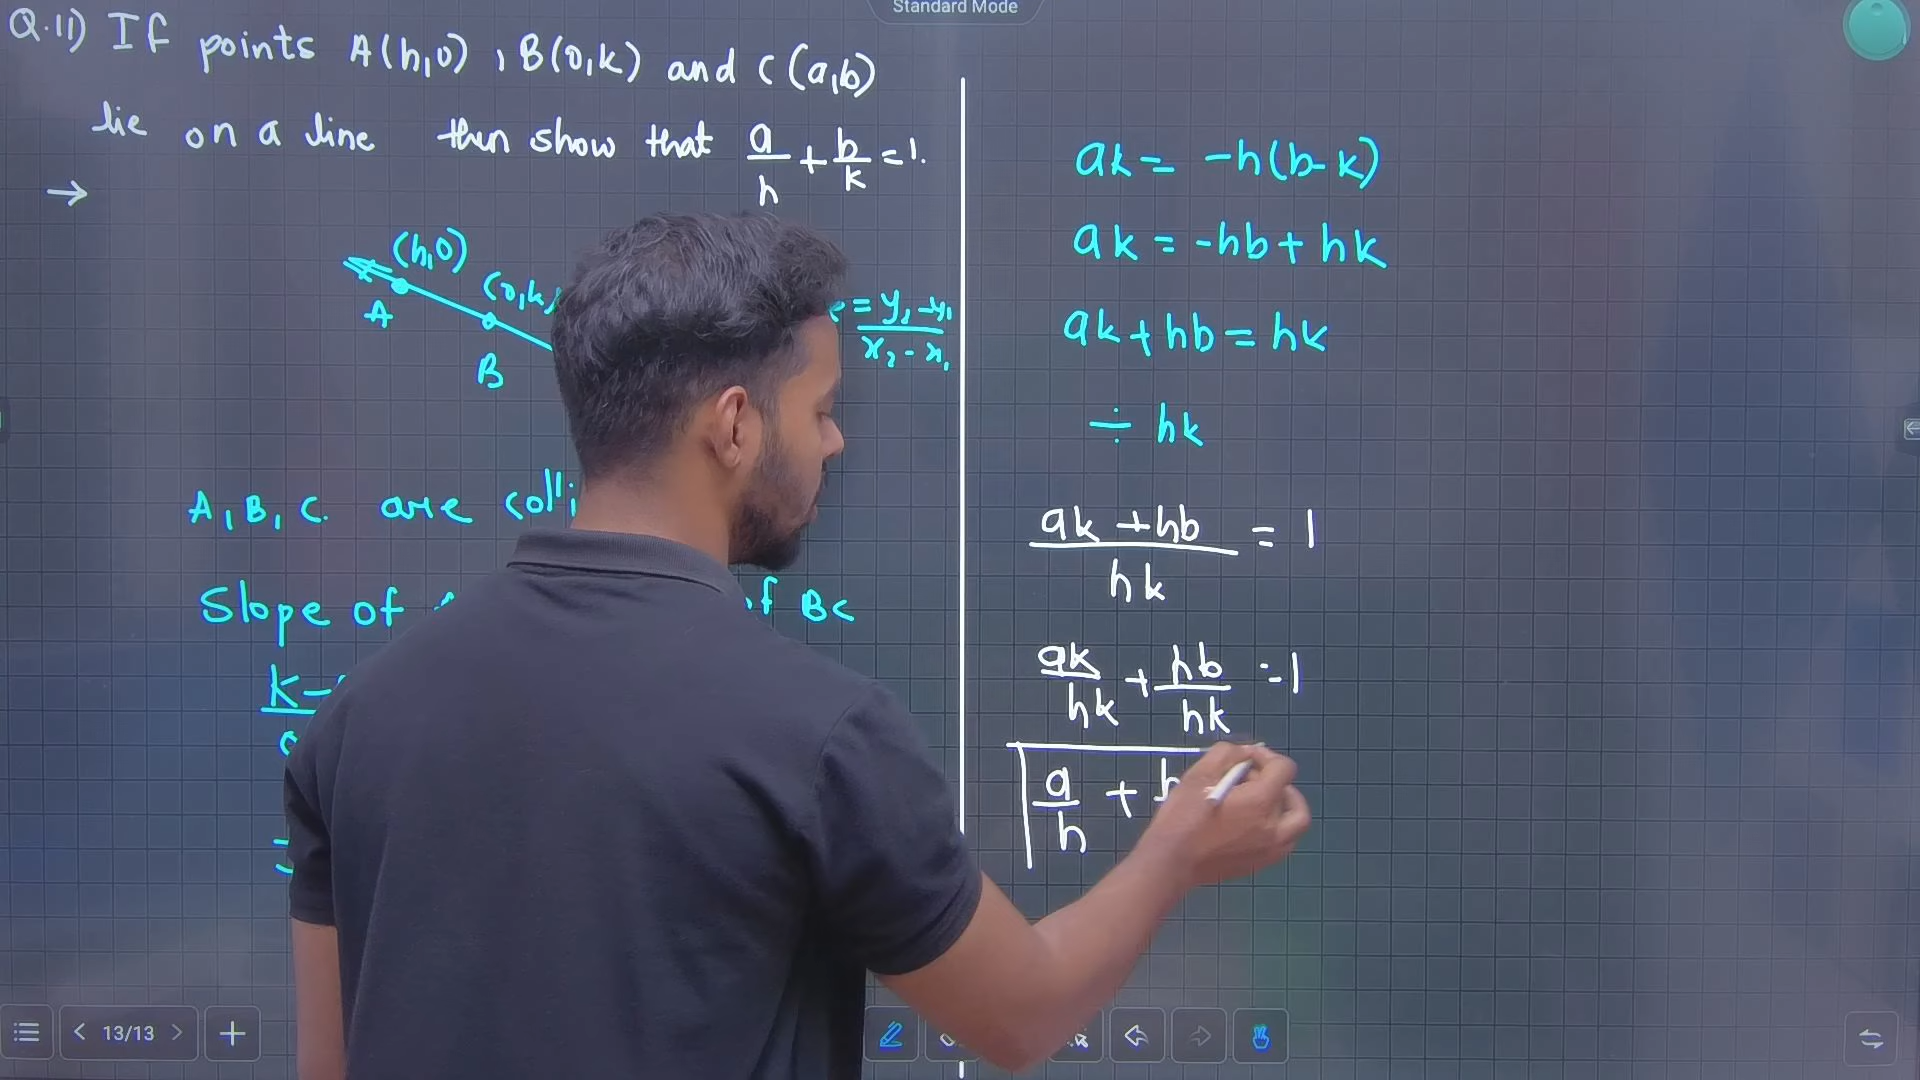 Standard Mode
Q.11) If points A(h,0) , B(0,k) and C(a,b)
lie on a line then show that a/h + b/k = 1.
→
(h,0)
A
(0,k)
B
= y₂-y₁ / x₂-x₁
A, B, C. are colli
Slope of
of BC
k-
ak = -h(b-k)
ak = -hb + hk
ak + hb = hk
÷ hk
ak + hb / hk = 1
ak/hk + hb/hk = 1
a/h +
13/13